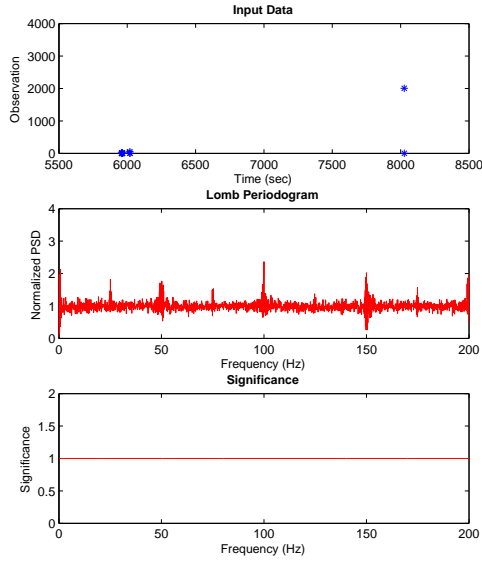 Input Data
4000
3000
2000
1000
0
Observation
5500 6000 6500 7000 7500 8000 8500
Time (sec)
Lomb Periodogram
4
3
2
1
0
Normalized PSD
0 50 100 150 200
Frequency (Hz)
Significance
2
1.5
1
0.5
0
Significance
0 50 100 150 200
Frequency (Hz)